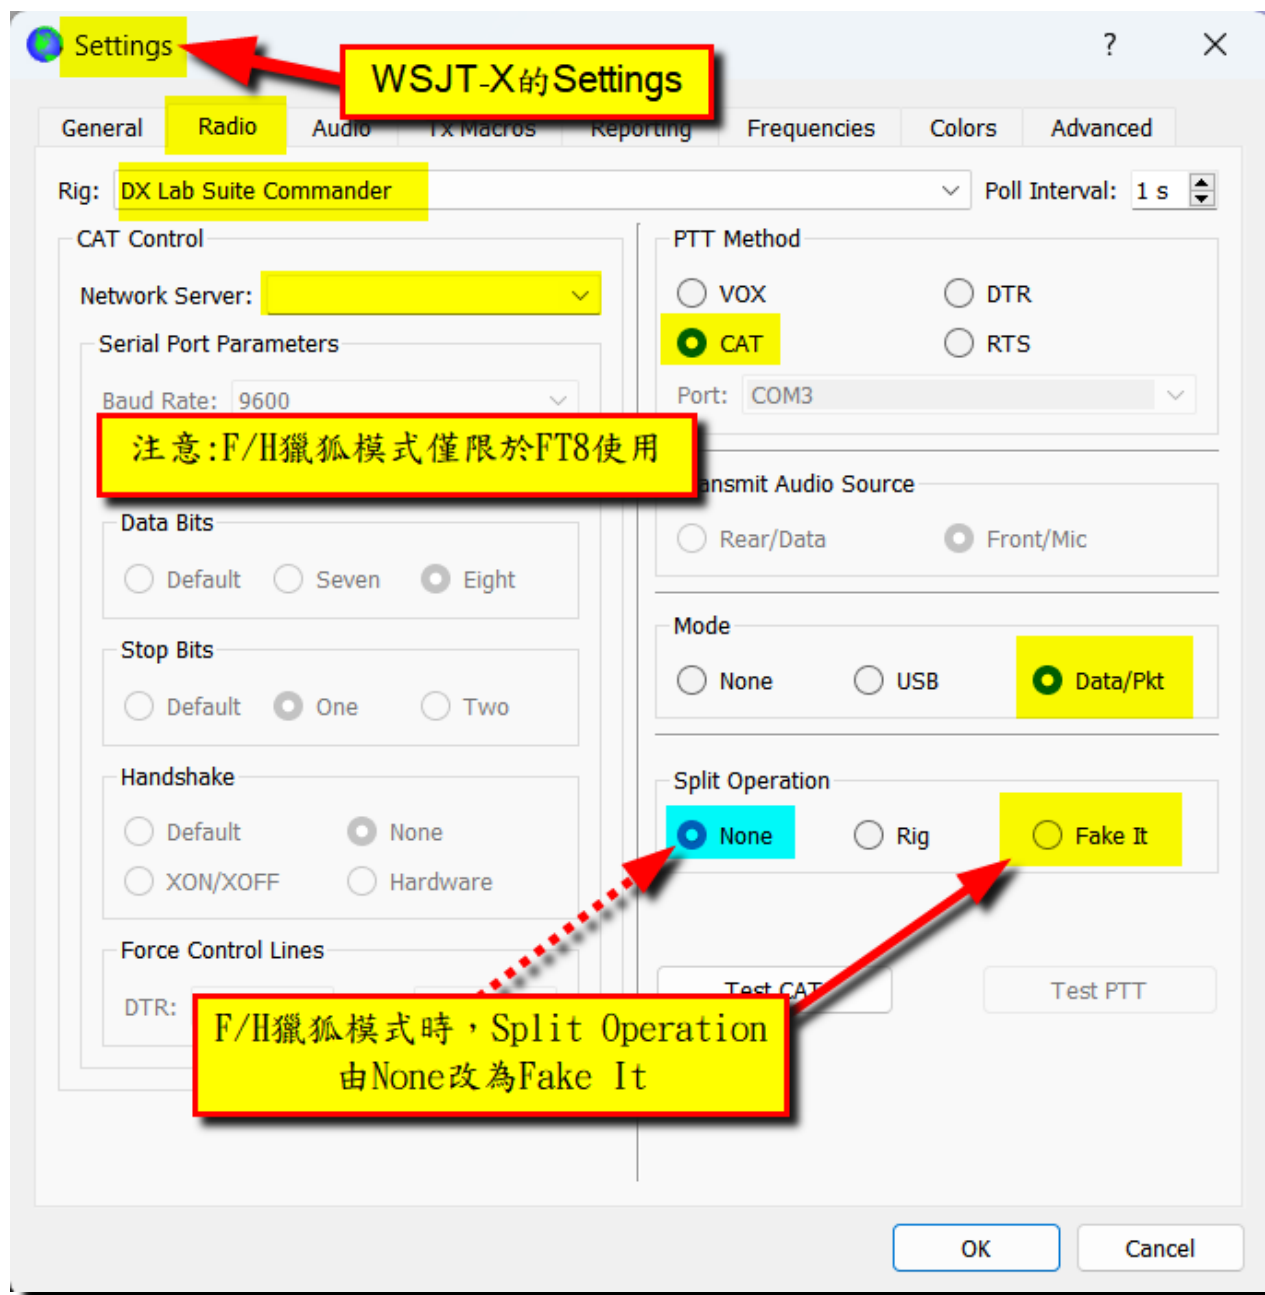 Settings
?
WSJT-X的Settings
General Radio Audio Tx Macros Reporting Frequencies Colors Advanced
Rig: DX Lab Suite Commander Poll Interval: 1 s
CAT Control
Network Server:
Serial Port Parameters
Baud Rate: 9600
注意:F/H獵狐模式僅限於FT8使用
Data Bits
Default Seven Eight
Stop Bits
Default One Two
Handshake
Default None
XON/XOFF Hardware
Force Control Lines
DTR:
PTT Method
VOX DTR
CAT RTS
Port: COM3
ansmit Audio Source
Rear/Data Front/Mic
Mode
None USB Data/Pkt
Split Operation
None Rig Fake It
Test CAT Test PTT
F/H獵狐模式時，Split Operation
由None改為Fake It
OK Cancel